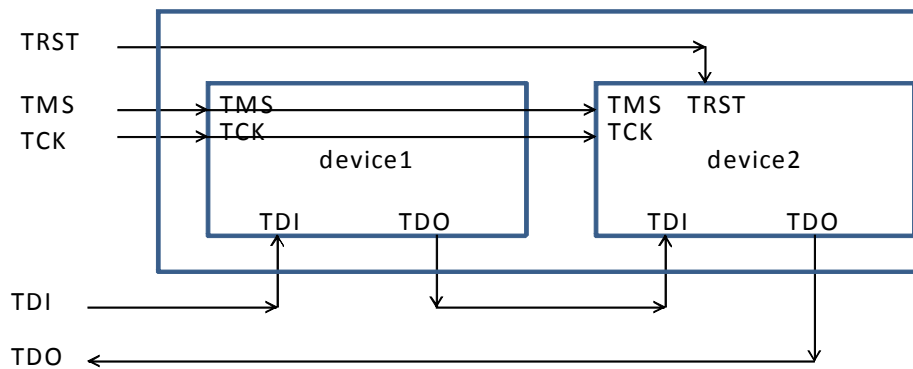 TRST
TMS
TCK
TMS
TCK
device1
TDI TDO
TMS TRST
TCK
device2
TDI TDO
TDI
TDO